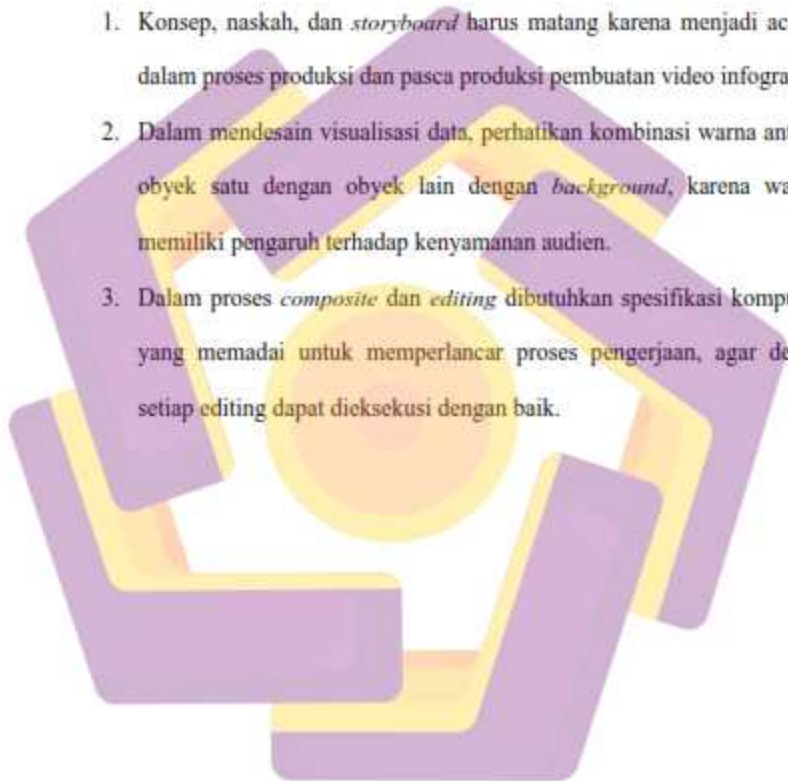 1. Konsep, naskah, dan storyboard harus matang karena menjadi ac
dalam proses produksi dan pasca produksi pembuatan video infogra
2. Dalam mendesain visualisasi data, perhatikan kombinasi warna ant
obyek satu dengan obyek lain dengan background, karena wa
memiliki pengaruh terhadap kenyamanan audien.
3. Dalam proses composite dan editing dibutuhkan spesifikasi kompu
yang memadai untuk memperlancar proses pengerjaan, agar de
setiap editing dapat dieksekusi dengan baik.